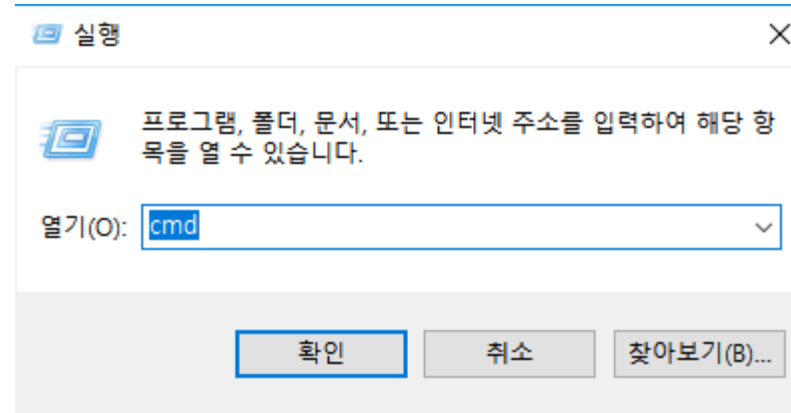 실행
프로그램, 폴더, 문서, 또는 인터넷 주소를 입력하여 해당 항
목을 열 수 있습니다.
열기(O): cmd
확인 취소 찾아보기(B)...